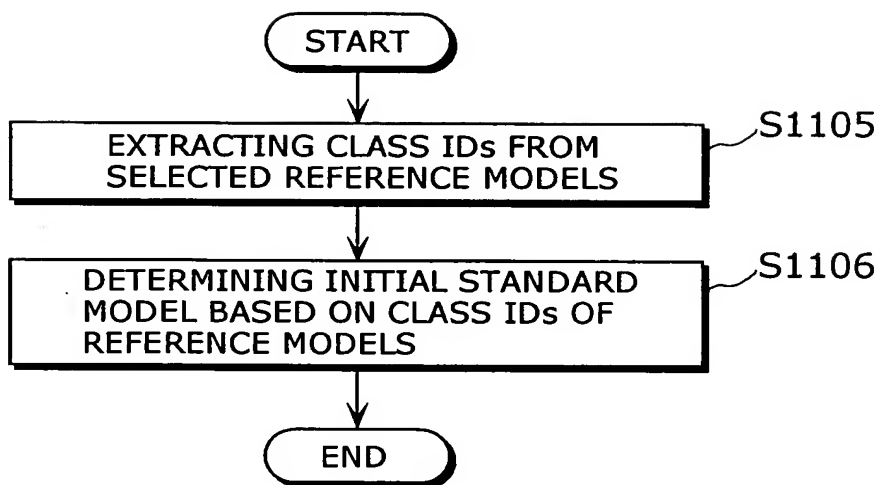 START
EXTRACTING CLASS IDs FROM
SELECTED REFERENCE MODELS
S1105
DETERMINING INITIAL STANDARD
MODEL BASED ON CLASS IDs OF
REFERENCE MODELS
S1106
END